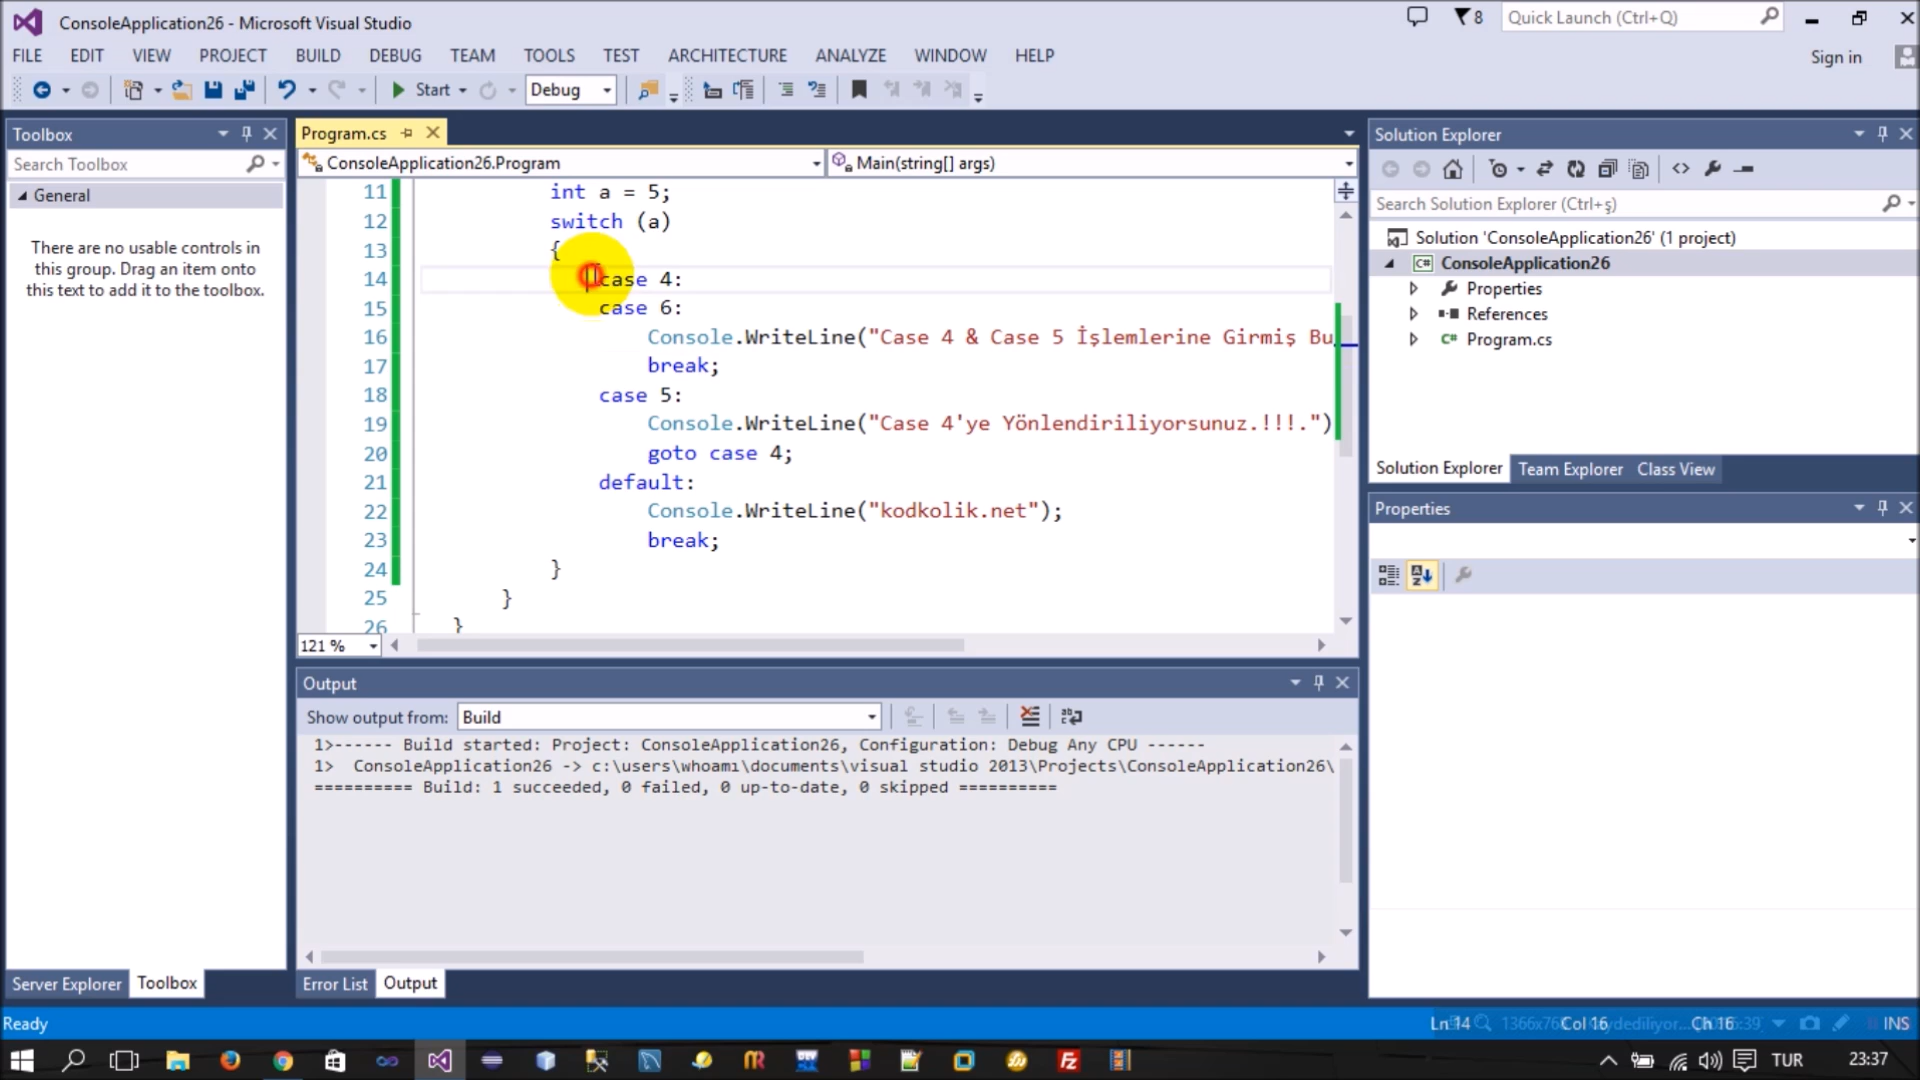 ConsoleApplication26 - Microsoft Visual Studio
8
Quick Launch (Ctrl+Q)
FILE EDIT VIEW PROJECT BUILD DEBUG TEAM TOOLS TEST ARCHITECTURE ANALYZE WINDOW HELP
Sign in
Start Debug
Toolbox
Search Toolbox
General
There are no usable controls in
this group. Drag an item onto
this text to add it to the toolbox.
Server Explorer Toolbox
Program.cs
ConsoleApplication26.Program Main(string[] args)
11 int a = 5;
12 switch (a)
13 {
14 case 4:
15 case 6:
16 Console.WriteLine("Case 4 & Case 5 İşlemlerine Girmiş Bu
17 break;
18 case 5:
19 Console.WriteLine("Case 4'ye Yönlendiriliyorsunuz.!!!.")
20 goto case 4;
21 default:
22 Console.WriteLine("kodkolik.net");
23 break;
24 }
25 }
26 }
121 %
Output
Show output from: Build
1>------ Build started: Project: ConsoleApplication26, Configuration: Debug Any CPU ------
1> ConsoleApplication26 -> c:\users\whoamı\documents\visual studio 2013\Projects\ConsoleApplication26\
========== Build: 1 succeeded, 0 failed, 0 up-to-date, 0 skipped ==========
Error List Output
Solution Explorer
Search Solution Explorer (Ctrl+ş)
Solution 'ConsoleApplication26' (1 project)
ConsoleApplication26
Properties
References
Program.cs
Solution Explorer Team Explorer Class View
Properties
Ready
Ln 14 Col 16 Ch 16 INS
TUR 23:37